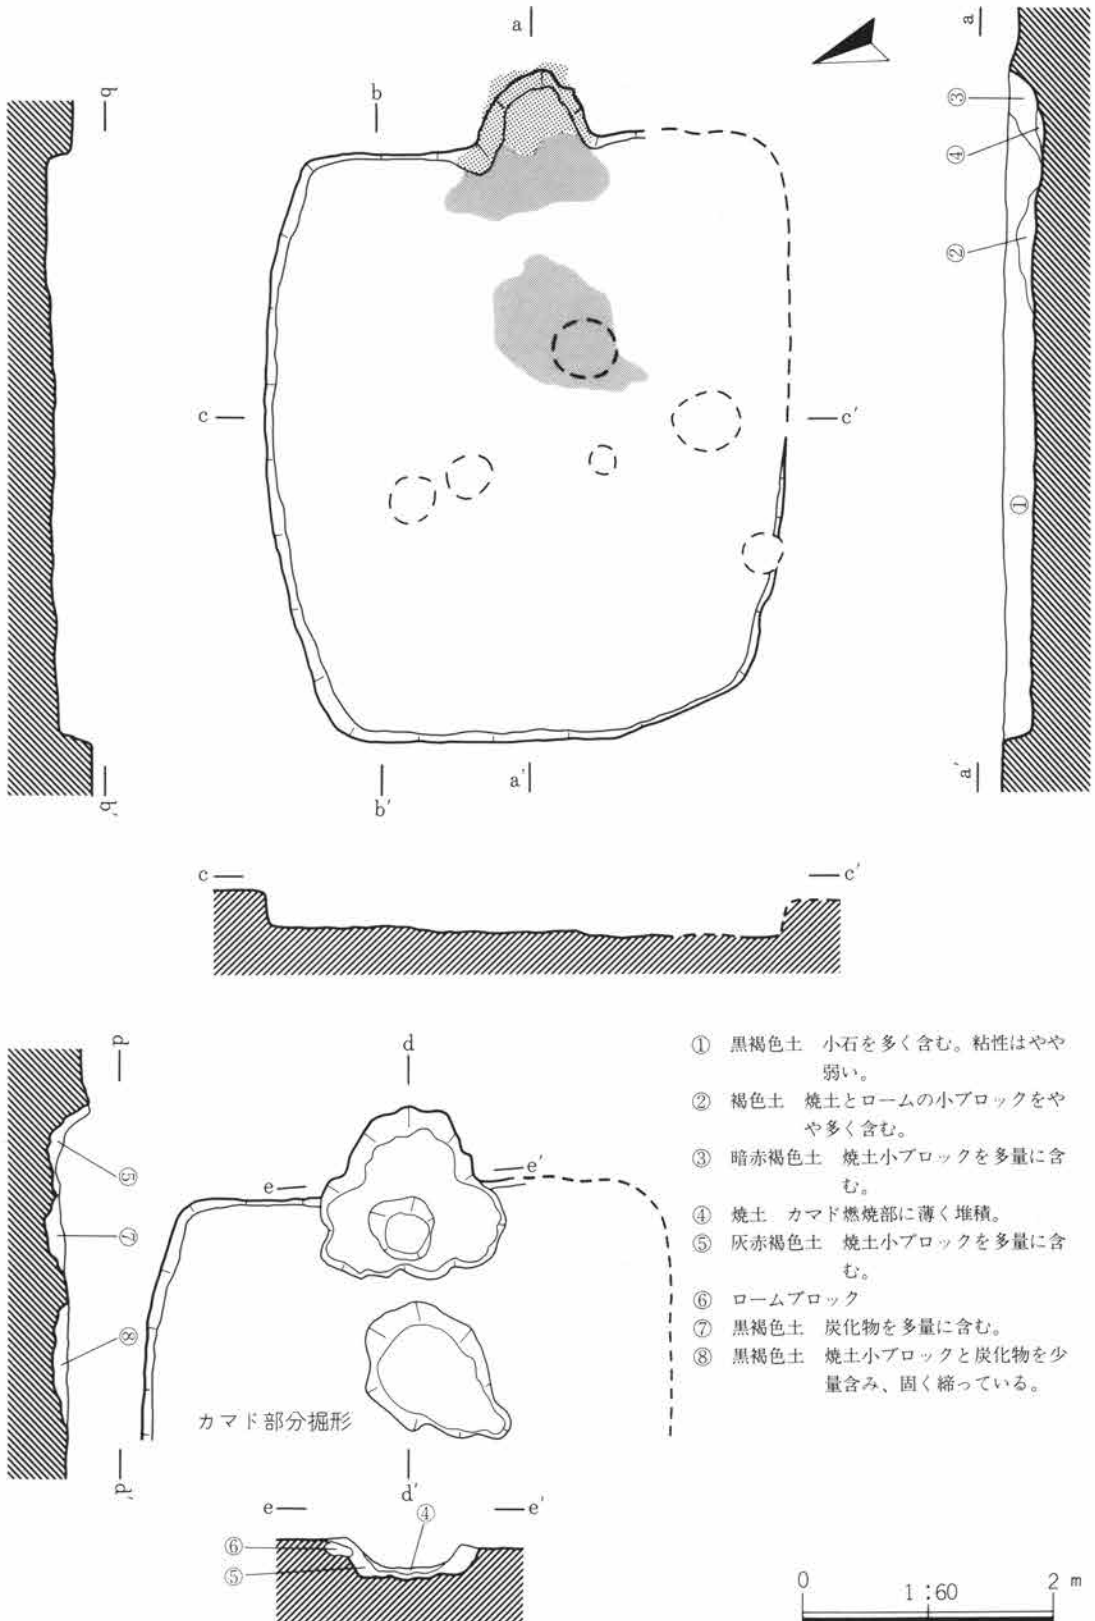 a
a
b
b
③
④
②
c
c'
①
a'
a'
b'
b'
c
c'
d
d
① 黒褐色土 小石を多く含む。粘性はやや
弱い。
② 褐色土 焼土とロームの小ブロックをや
や多く含む。
③ 暗赤褐色土 焼土小ブロックを多量に含
む。
④ 焼土 カマド燃焼部に薄く堆積。
⑤ 灰赤褐色土 焼土小ブロックを多量に含
む。
⑥ ロームブロック
⑦ 黒褐色土 炭化物を多量に含む。
⑧ 黒褐色土 焼土小ブロックと炭化物を少
量含み、固く締っている。
⑤
e
e'
⑦
⑧
カマド部分掘形
d'
d'
e
e'
④
⑥
⑤
0 1:60 2 m